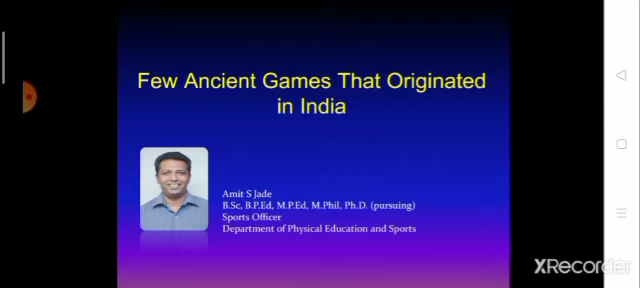 Few Ancient Games That Originated
in India
Amit S Jade
B.Sc, B.P.Ed, M.P.Ed, M.Phil, Ph.D. (pursuing)
Sports Officer
Department of Physical Education and Sports
XRecorder